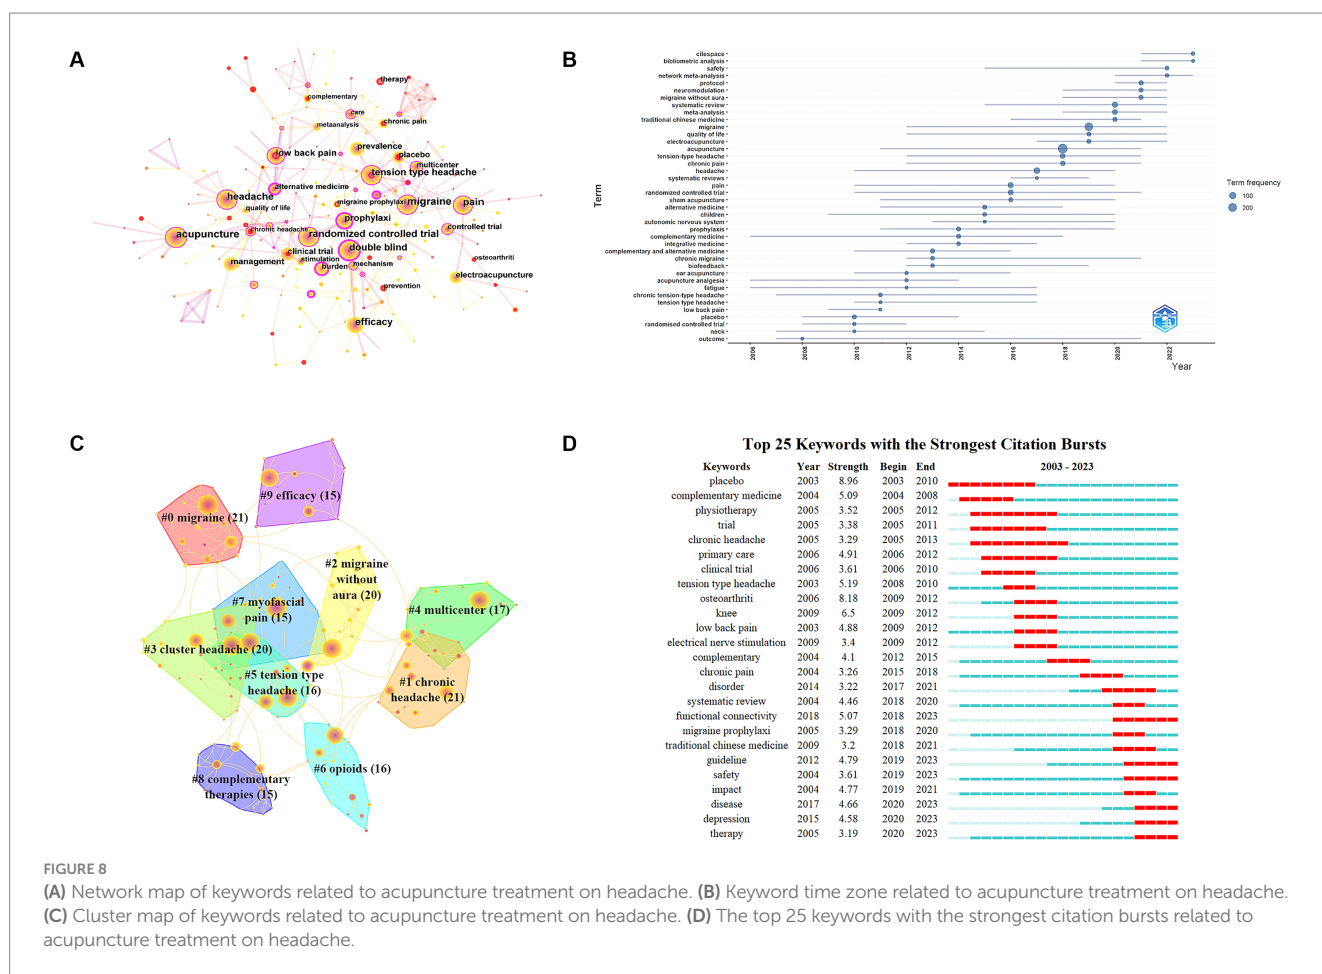 A
therapy
complementary
care
metaanalysis
chronic pain
prevalence
low back pain
placebo
multicenter
tension type headache
alternative medicine
headache
migraine prophylaxi
migraine
pain
quality of life
prophylaxi
chronic headache
controlled trial
acupuncture
randomized controlled trial
double blind
clinical trial
stimulation
osteoarthriti
management
burden
mechanism
electroacupuncture
prevention
efficacy
B
Term
citespace
bibliometric analysis
safety
network meta-analysis
protocol
neuromodulation
migraine without aura
systematic review
meta-analysis
traditional chinese medicine
migraine
quality of life
electroacupuncture
acupuncture
tension-type headache
chronic pain
headache
systematic reviews
pain
randomized controlled trial
sham acupuncture
alternative medicine
children
autonomic nervous system
prophylaxis
complementary medicine
integrative medicine
complementary and alternative medicine
chronic migraine
biofeedback
ear acupuncture
acupuncture analgesia
fatigue
chronic tension-type headache
tension type headache
low back pain
placebo
randomised controlled trial
neck
outcome
2006 2008 2010 2012 2014 2016 2018 2020 2022
Year
Term frequency
100
200
C
#9 efficacy (15)
#0 migraine (21)
#2 migraine
without
aura (20)
#7 myofascial
pain (15)
#4 multicenter (17)
#3 cluster headache (20)
#5 tension type
headache (16)
#1 chronic
headache (21)
#6 opioids (16)
#8 complementary
therapies (15)
D
Top 25 Keywords with the Strongest Citation Bursts
Keywords Year Strength Begin End 2003 - 2023
placebo 2003 8.96 2003 2010
complementary medicine 2004 5.09 2004 2008
physiotherapy 2005 3.52 2005 2012
trial 2005 3.38 2005 2011
chronic headache 2005 3.29 2005 2013
primary care 2006 4.91 2006 2012
clinical trial 2006 3.61 2006 2010
tension type headache 2003 5.19 2008 2010
osteoarthriti 2006 8.18 2009 2012
knee 2009 6.5 2009 2012
low back pain 2003 4.88 2009 2012
electrical nerve stimulation 2009 3.4 2009 2012
complementary 2004 4.1 2012 2015
chronic pain 2004 3.26 2015 2018
disorder 2014 3.22 2017 2021
systematic review 2004 4.46 2018 2020
functional connectivity 2018 5.07 2018 2023
migraine prophylaxi 2005 3.29 2018 2020
traditional chinese medicine 2009 3.2 2018 2021
guideline 2012 4.79 2019 2023
safety 2004 3.61 2019 2023
impact 2004 4.77 2019 2021
disease 2017 4.66 2020 2023
depression 2015 4.58 2020 2023
therapy 2005 3.19 2020 2023
FIGURE 8
(A) Network map of keywords related to acupuncture treatment on headache. (B) Keyword time zone related to acupuncture treatment on headache.
(C) Cluster map of keywords related to acupuncture treatment on headache. (D) The top 25 keywords with the strongest citation bursts related to
acupuncture treatment on headache.